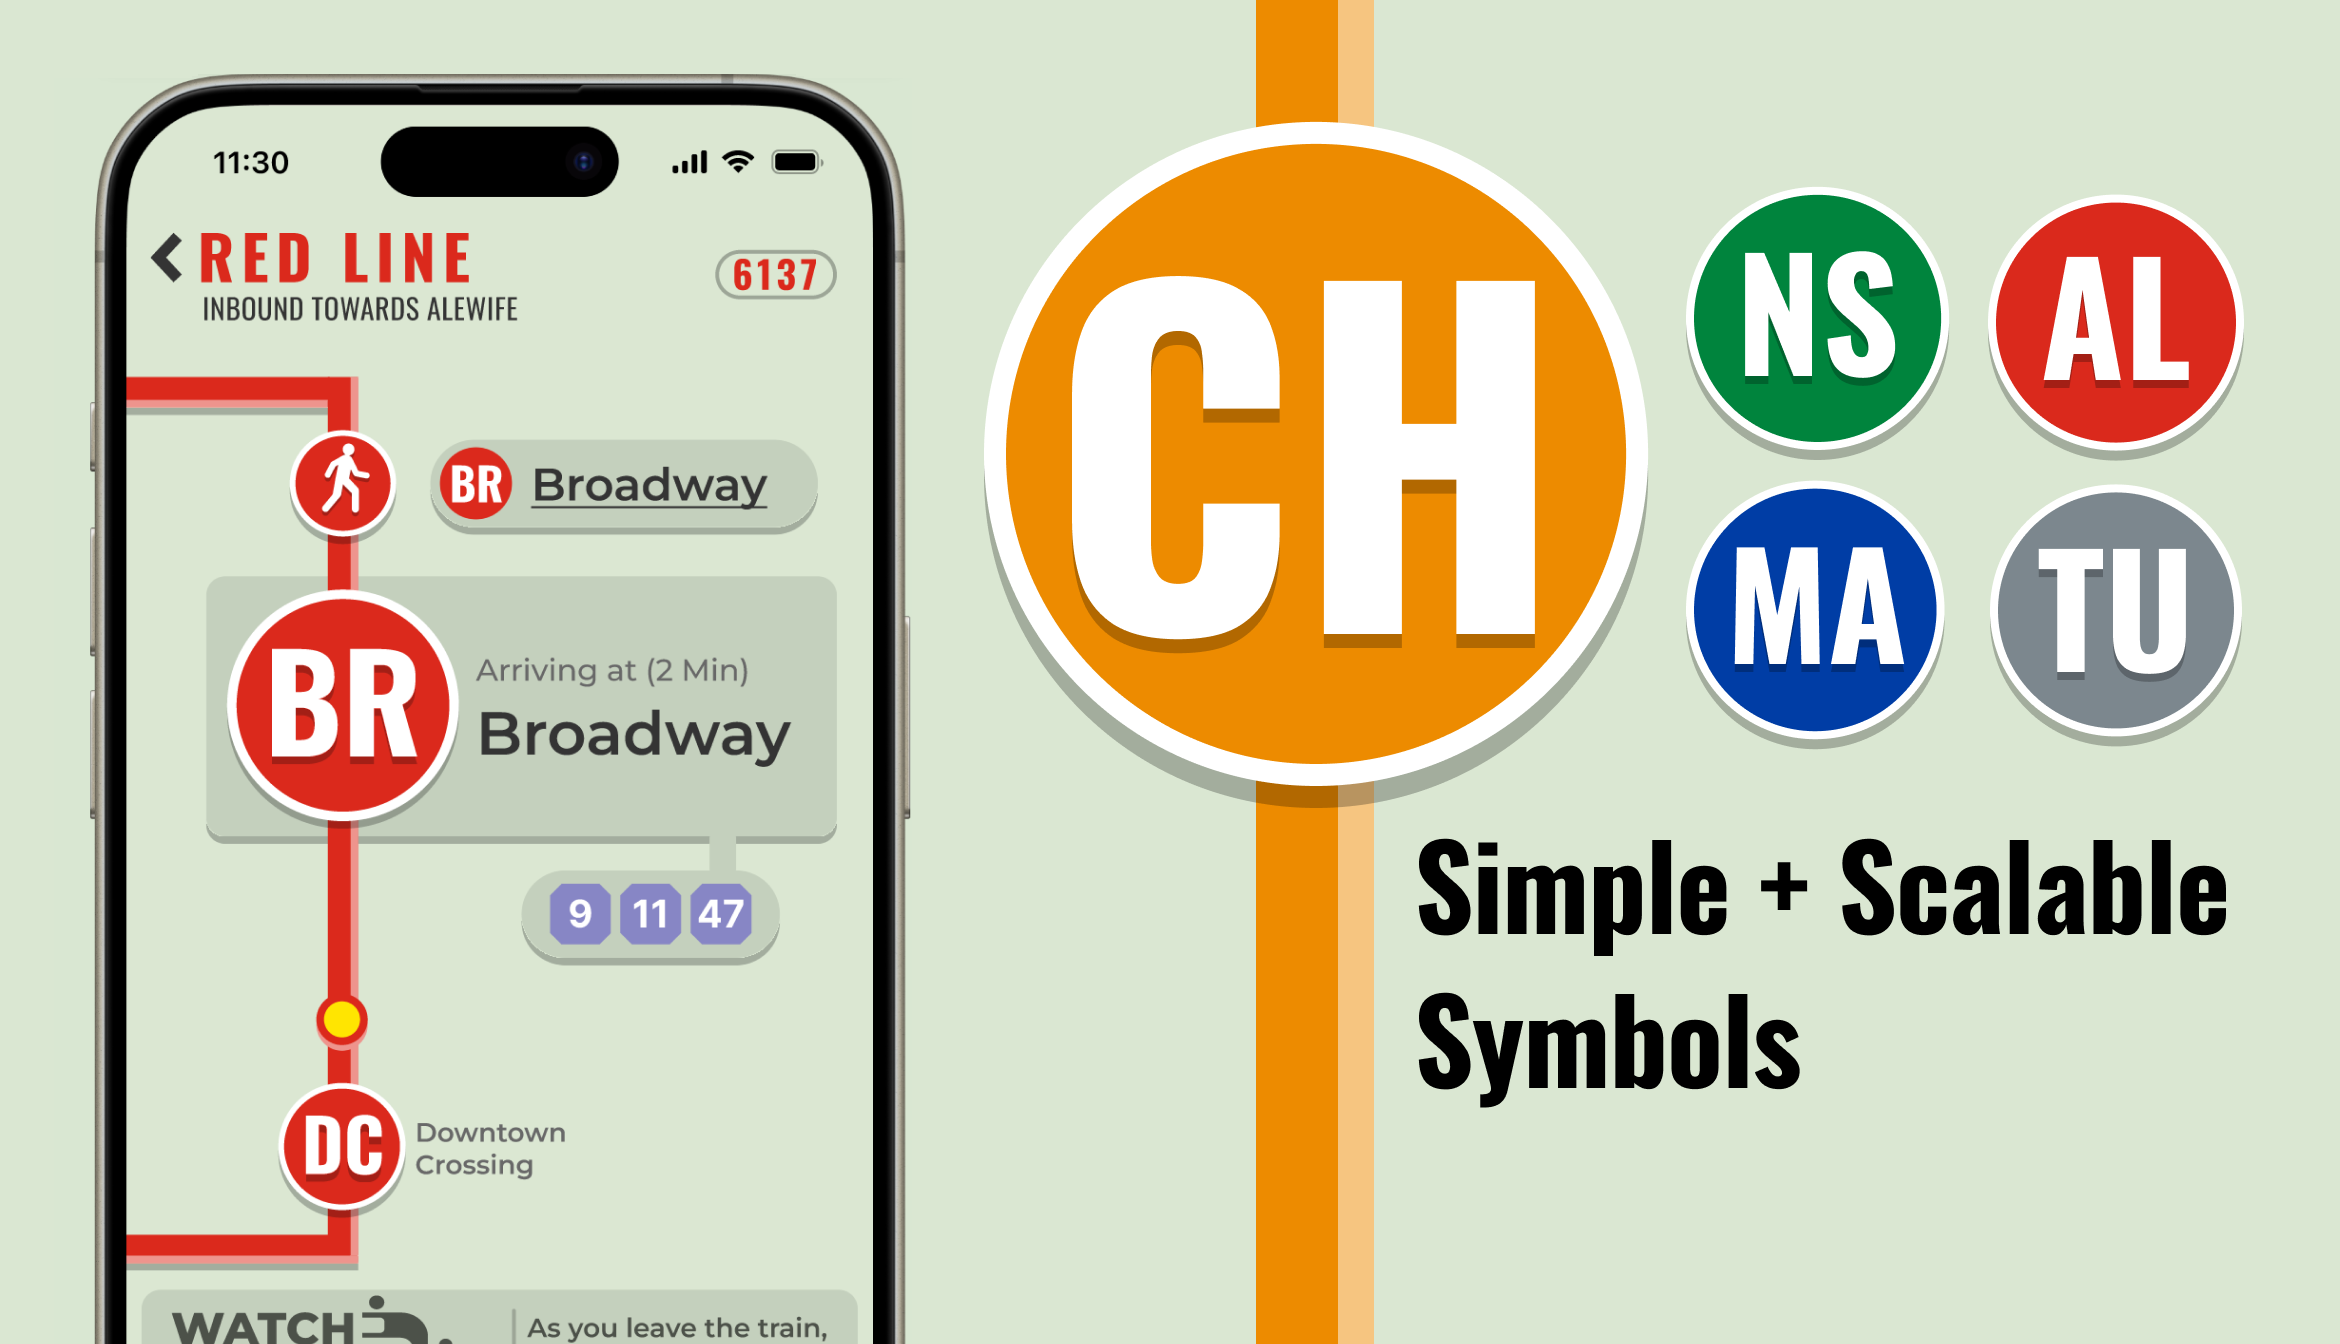 11:30
RED LINE
6137
INBOUND TOWARDS ALEWIFE
BR Broadway
BR
Arriving at (2 Min)
Broadway
9 11 47
DC
Downtown
Crossing
WATCH
As you leave the train,
CH
NS AL
MA TU
Simple + Scalable
Symbols